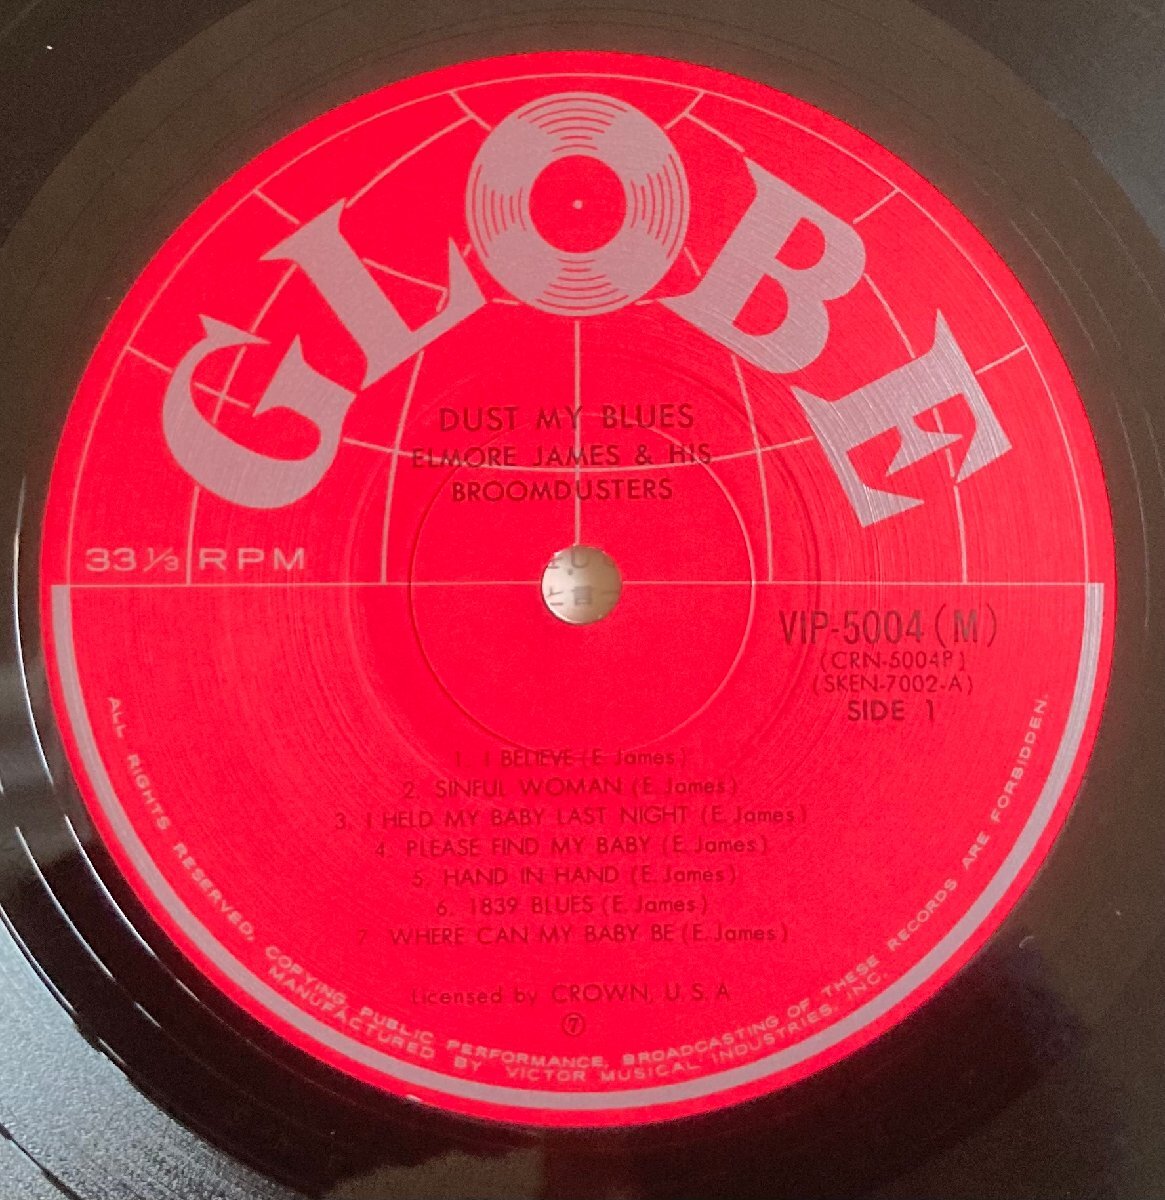 GLOBE
DUST MY BLUES
ELMORE JAMES & HIS
BROOMDUSTERS
33 1/3 RPM
VIP-5004 (M)
(CRN-5004B)
(SKEN-7002-A)
SIDE 1
1. I BELIEVE (E. James)
2. SINFUL WOMAN (E. James)
3. I HELD MY BABY LAST NIGHT (E. James)
4. PLEASE FIND MY BABY (E. James)
5. HAND IN HAND (E. James)
6. 1839 BLUES (E. James)
7. WHERE CAN MY BABY BE (E. James)
Licensed by CROWN, U.S.A
⑦
ALL RIGHTS RESERVED. COPYING, PUBLIC PERFORMANCE, BROADCASTING OF THESE RECORDS ARE FORBIDDEN.
MANUFACTURED BY VICTOR MUSICAL INDUSTRIES, INC.